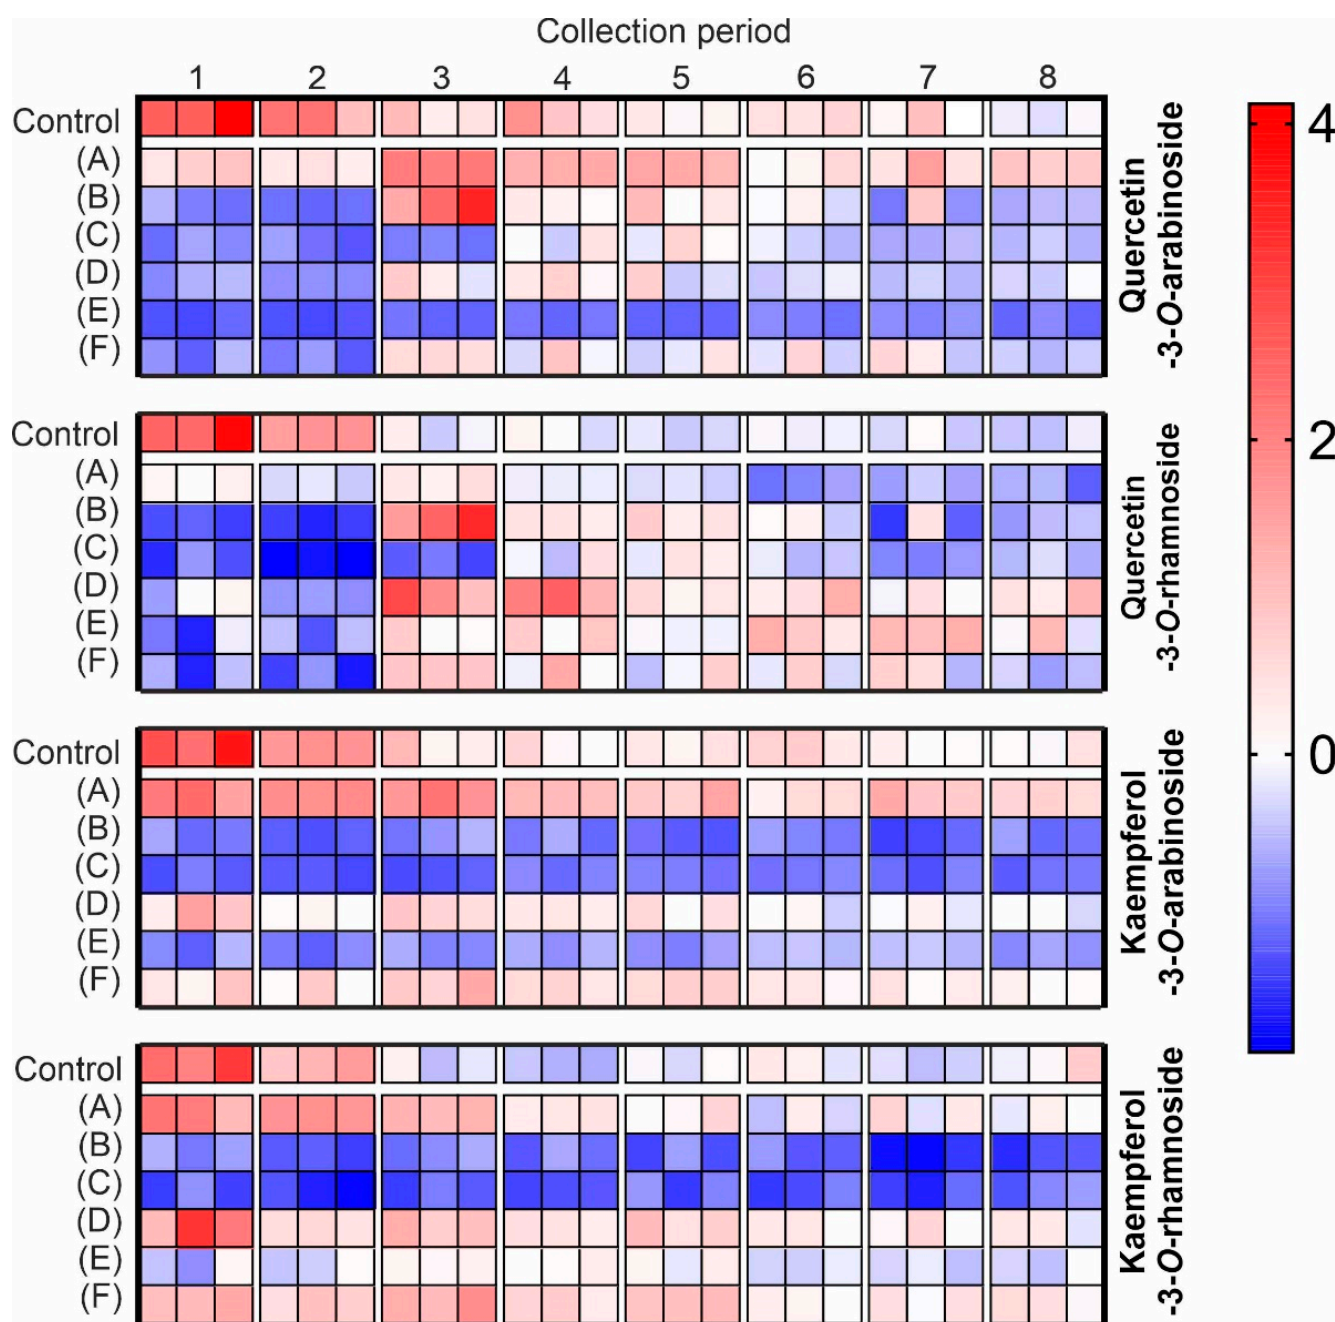 Collection period
1 2 3 4 5 6 7 8
Control
(A)
(B)
(C)
(D)
(E)
(F)
Quercetin
-3-O-arabinoside
Control
(A)
(B)
(C)
(D)
(E)
(F)
Quercetin
-3-O-rhamnoside
Control
(A)
(B)
(C)
(D)
(E)
(F)
Kaempferol
-3-O-arabinoside
Control
(A)
(B)
(C)
(D)
(E)
(F)
Kaempferol
-3-O-rhamnoside
4
2
0